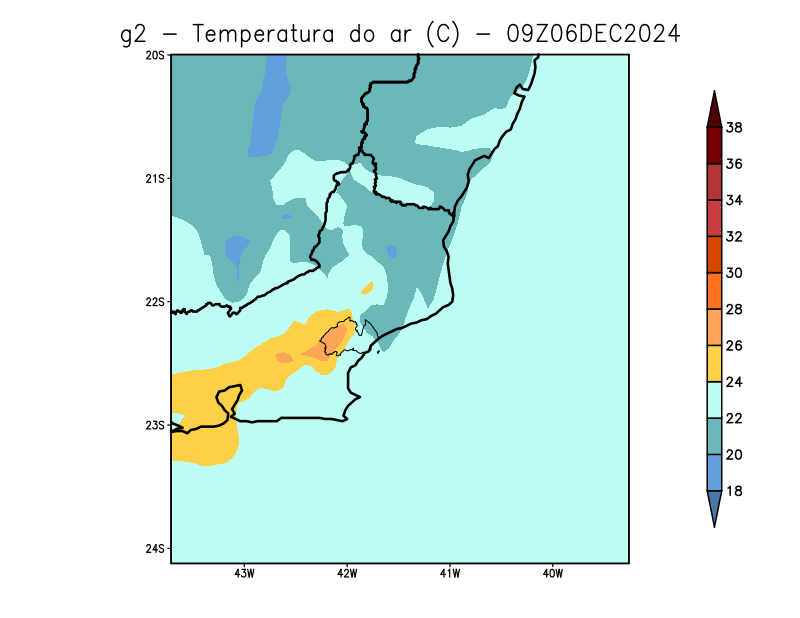 g2 – Temperatura do ar (C) – 09Z06DEC2024
20S
21S
22S
23S
24S
43W
42W
41W
40W
38
36
34
32
30
28
26
24
22
20
18